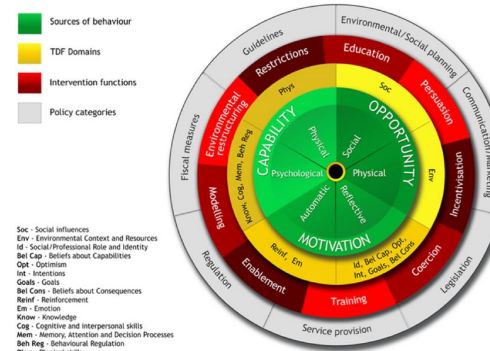 Sources of behaviour
TDF Domains
Intervention functions
Policy categories
Guidelines
Environmental/Social planning
Communication/Marketing
Legislation
Service provision
Regulation
Fiscal measures
Restrictions
Education
Persuasion
Incentivisation
Coercion
Training
Enablement
Modelling
Environmental
restructuring
Phys
Soc
Env
Id, Bel Cap, Opt,
Int, Goals, Bel Cons
Reinf, Em
Know, Cog, Mem, Beh Reg
CAPABILITY
OPPORTUNITY
MOTIVATION
Physical
Social
Physical
Reflective
Automatic
Psychological
Soc - Social influences
Env - Environmental Context and Resources
Id - Social/Professional Role and Identity
Bel Cap - Beliefs about Capabilities
Opt - Optimism
Int - Intentions
Goals - Goals
Bel Cons - Beliefs about Consequences
Reinf - Reinforcement
Em - Emotion
Know - Knowledge
Cog - Cognitive and interpersonal skills
Mem - Memory, Attention and Decision Processes
Beh Reg - Behavioural Regulation